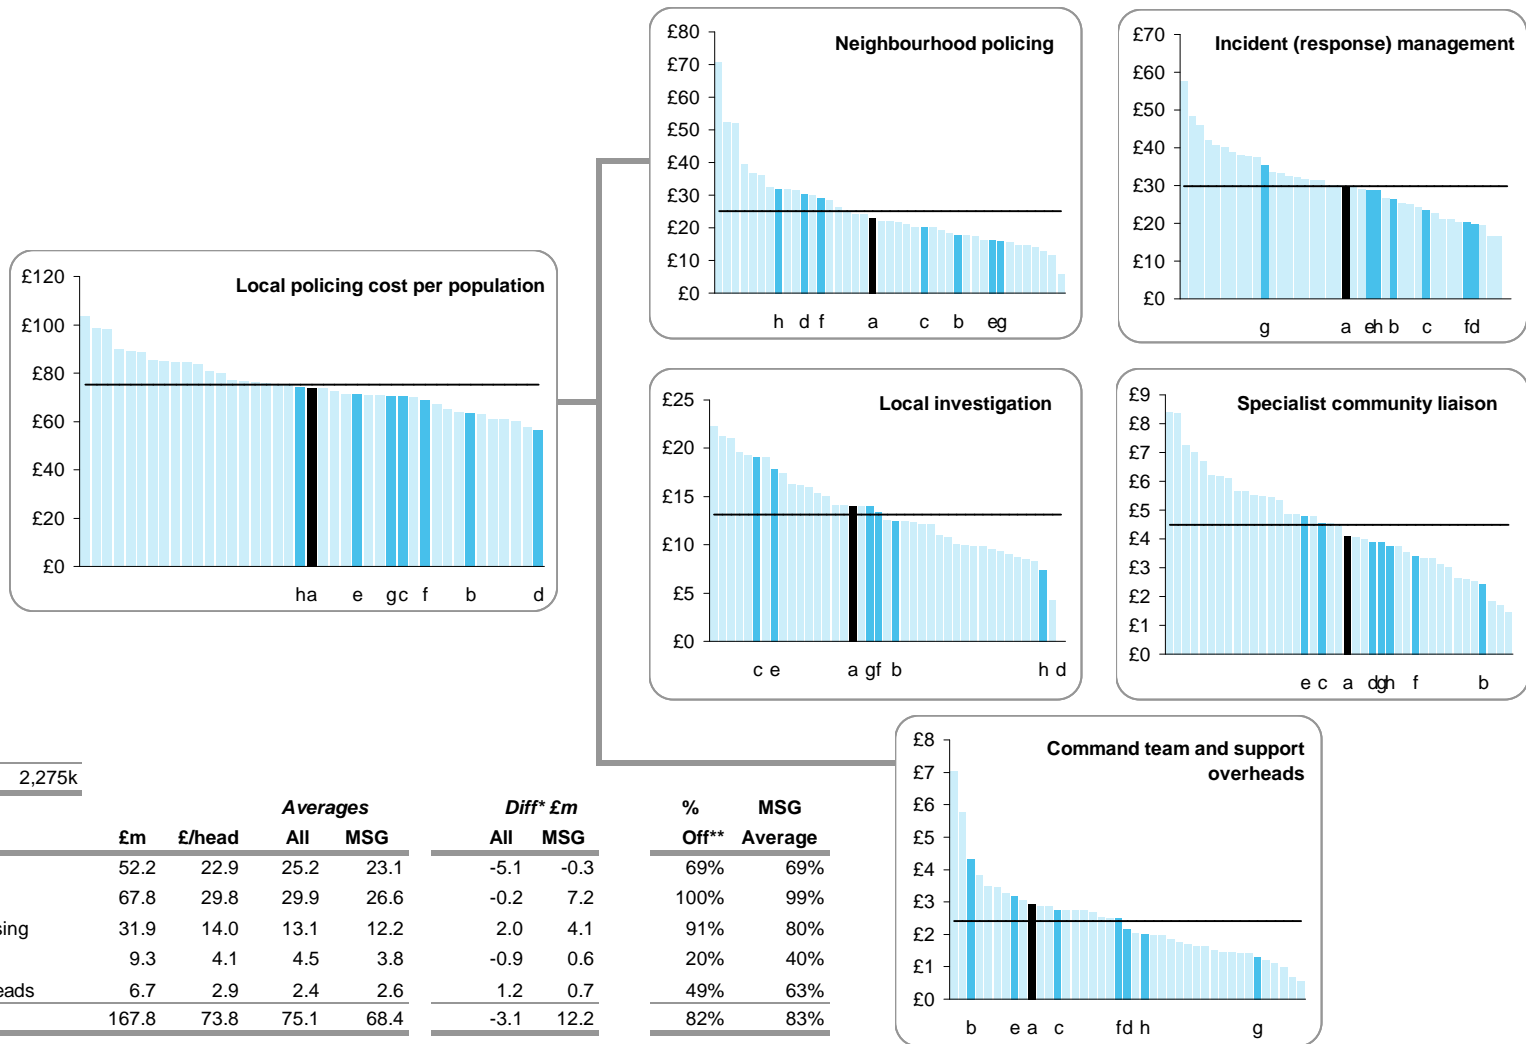 Neighbourhood policing
£80
£70
£60
£50
£40
£30
£20
£10
£0
h d f a c b eg
Incident (response) management
£70
£60
£50
£40
£30
£20
£10
£0
g a eh b c fd
Local policing cost per population
£120
£100
£80
£60
£40
£20
£0
ha e gc f b d
Local investigation
£25
£20
£15
£10
£5
£0
c e a gf b h d
Specialist community liaison
£9
£8
£7
£6
£5
£4
£3
£2
£1
£0
e c a dgh f b
Command team and support
overheads
£8
£7
£6
£5
£4
£3
£2
£1
£0
b e a c fd h g
2,275k
Averages Diff* £m % MSG
£m £/head All MSG All MSG Off** Average
52.2 22.9 25.2 23.1 -5.1 -0.3 69% 69%
67.8 29.8 29.9 26.6 -0.2 7.2 100% 99%
sing 31.9 14.0 13.1 12.2 2.0 4.1 91% 80%
9.3 4.1 4.5 3.8 -0.9 0.6 20% 40%
eads 6.7 2.9 2.4 2.6 1.2 0.7 49% 63%
167.8 73.8 75.1 68.4 -3.1 12.2 82% 83%